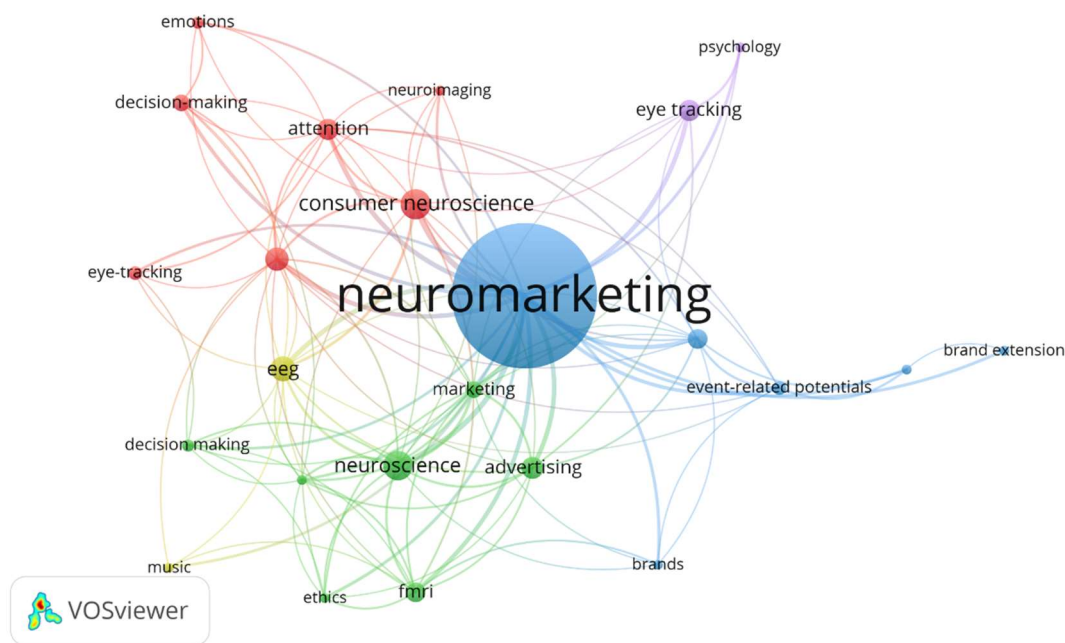 emotions
psychology
neuroimaging
decision-making
eye tracking
attention
consumer neuroscience
eye-tracking
neuromarketing
brand extension
eeg
marketing
event-related potentials
decision making
neuroscience
advertising
music
brands
ethics
fmri
VOSviewer